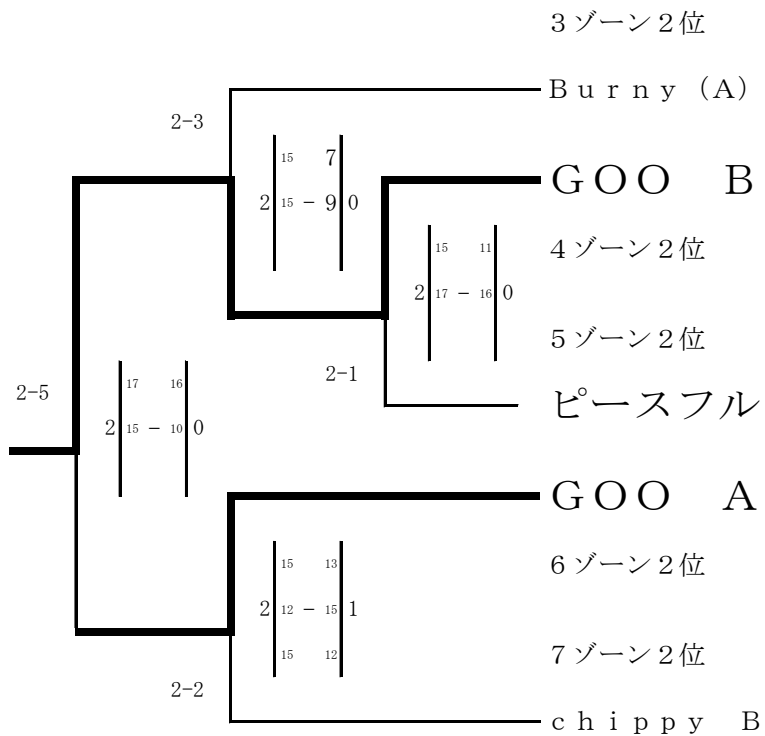 3ゾーン2位
Burny（A）
2-3
15 7
2 15 － 9 0
GOO　B
15 11
4ゾーン2位
2 17 － 16 0
5ゾーン2位
2-1
17 16
2-5
ピースフル
2 15 － 10 0
GOO　A
15 13
6ゾーン2位
2 12 － 15 1
15 12
7ゾーン2位
2-2
chippy　B